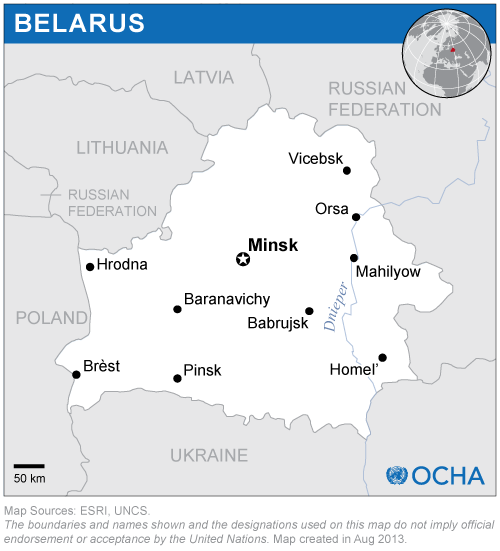 BELARUS
LATVIA
RUSSIAN
FEDERATION
LITHUANIA
Vicebsk
RUSSIAN
FEDERATION
Orsa
Minsk
Hrodna
Mahilyow
Baranavichy
POLAND
Babrujsk
Dnieper
Brèst
Pinsk
Homel’
UKRAINE
50 km
OCHA
Map Sources: ESRI, UNCS.
The boundaries and names shown and the designations used on this map do not imply official
endorsement or acceptance by the United Nations. Map created in Aug 2013.